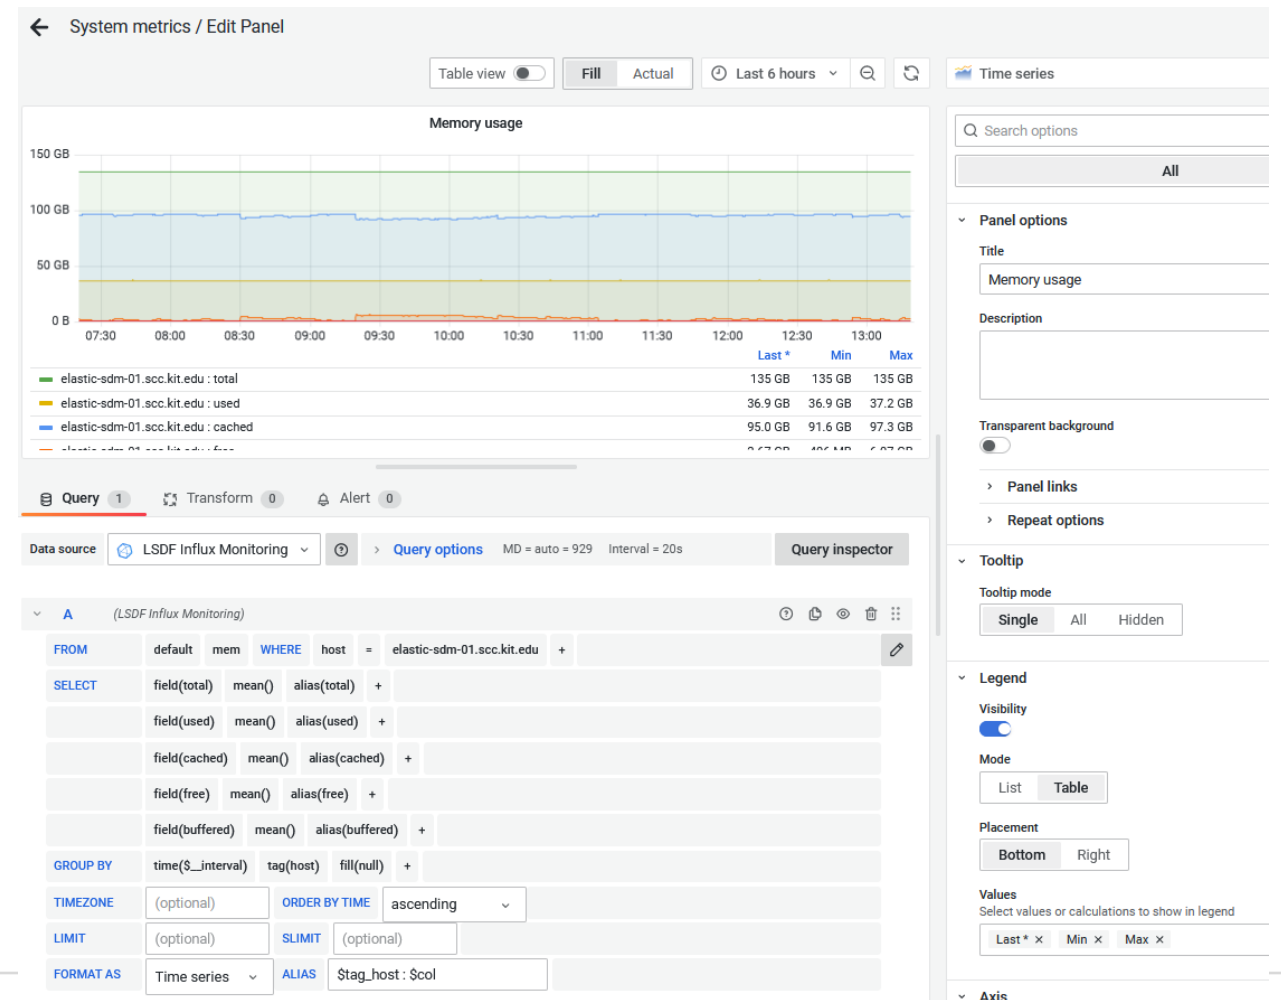 System metrics / Edit Panel
Table view Fill Actual Last 6 hours
Time series
Memory usage
150 GB
100 GB
50 GB
0 B
07:30 08:00 08:30 09:00 09:30 10:00 10:30 11:00 11:30 12:00 12:30 13:00
Last * Min Max
elastic-sdm-01.scc.kit.edu : total 135 GB 135 GB 135 GB
elastic-sdm-01.scc.kit.edu : used 36.9 GB 36.9 GB 37.2 GB
elastic-sdm-01.scc.kit.edu : cached 95.0 GB 91.6 GB 97.3 GB
Query 1 Transform 0 Alert 0
Data source LSDF Influx Monitoring Query options MD = auto = 929 Interval = 20s Query inspector
A (LSDF Influx Monitoring)
FROM default mem WHERE host = elastic-sdm-01.scc.kit.edu +
SELECT field(total) mean() alias(total) +
field(used) mean() alias(used) +
field(cached) mean() alias(cached) +
field(free) mean() alias(free) +
field(buffered) mean() alias(buffered) +
GROUP BY time($__interval) tag(host) fill(null) +
TIMEZONE (optional) ORDER BY TIME ascending
LIMIT (optional) SLIMIT (optional)
FORMAT AS Time series ALIAS $tag_host : $col
Search options
All
Panel options
Title
Memory usage
Description
Transparent background
Panel links
Repeat options
Tooltip
Tooltip mode
Single All Hidden
Legend
Visibility
Mode
List Table
Placement
Bottom Right
Values
Select values or calculations to show in legend
Last * × Min × Max ×
Axis